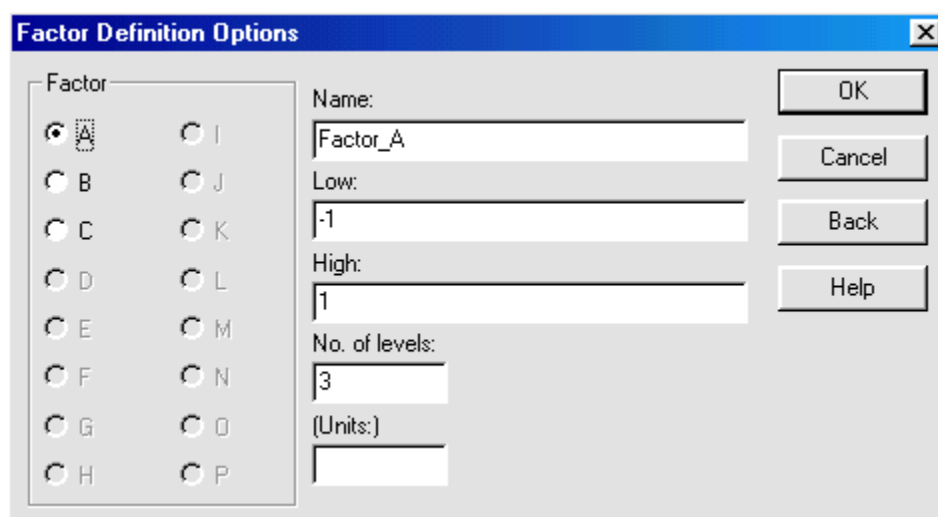 Factor Definition Options
Factor
A
I
B
J
C
K
D
L
E
M
F
N
G
O
H
P
Name:
Factor_A
Low:
-1
High:
1
No. of levels:
3
(Units:)
OK
Cancel
Back
Help